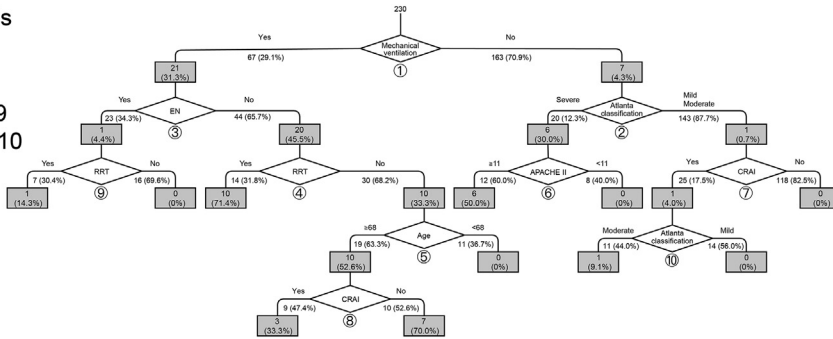 s
9
10
230
Yes
No
Mechanical
ventilation
67 (29.1%)
163 (70.9%)
①
21
(31.3%)
7
(4.3%)
Yes
EN
No
23 (34.3%)
44 (65.7%)
③
Severe
Atlanta
classification
Mild
Moderate
20 (12.3%)
143 (87.7%)
②
1
(4.4%)
20
(45.5%)
6
(30.0%)
1
(0.7%)
Yes
RRT
No
7 (30.4%)
16 (69.6%)
⑨
Yes
RRT
No
14 (31.8%)
30 (68.2%)
④
≥11
APACHE II
<11
12 (60.0%)
8 (40.0%)
⑥
Yes
CRAI
No
25 (17.5%)
118 (82.5%)
⑦
1
(14.3%)
0
(0%)
10
(71.4%)
10
(33.3%)
6
(50.0%)
0
(0%)
1
(4.0%)
0
(0%)
≥68
Age
<68
19 (63.3%)
11 (36.7%)
⑤
Moderate
Atlanta
classification
Mild
11 (44.0%)
14 (56.0%)
⑩
10
(52.6%)
0
(0%)
1
(9.1%)
0
(0%)
Yes
CRAI
No
9 (47.4%)
10 (52.6%)
⑧
3
(33.3%)
7
(70.0%)